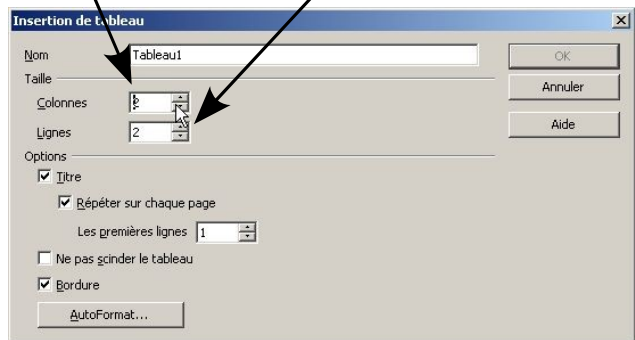 Insertion de tableau
Nom Tableau1
OK
Taille
Annuler
Colonnes
Lignes 2
Aide
Options
Titre
Répéter sur chaque page
Les premières lignes 1
Ne pas scinder le tableau
Bordure
AutoFormat...